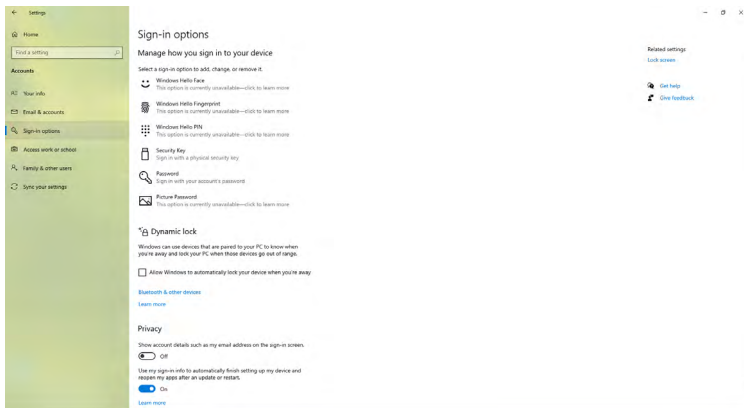 Settings
Home
Find a setting
Accounts
Your info
Email & accounts
Sign-in options
Access work or school
Family & other users
Sync your settings
Sign-in options
Manage how you sign in to your device
Select a sign-in option to add, change, or remove it.
Windows Hello Face
This option is currently unavailable—click to learn more
Windows Hello Fingerprint
This option is currently unavailable—click to learn more
Windows Hello PIN
This option is currently unavailable—click to learn more
Security Key
Sign in with a physical security key
Password
Sign in with your account's password
Picture Password
This option is currently unavailable—click to learn more
Dynamic lock
Windows can use devices that are paired to your PC to know when
you're away and lock your PC when those devices go out of range.
Allow Windows to automatically lock your device when you're away
Bluetooth & other devices
Learn more
Privacy
Show account details such as my email address on the sign-in screen.
Off
Use my sign-in info to automatically finish setting up my device and
reopen my apps after an update or restart.
On
Learn more
Related settings
Lock screen
Get help
Give feedback